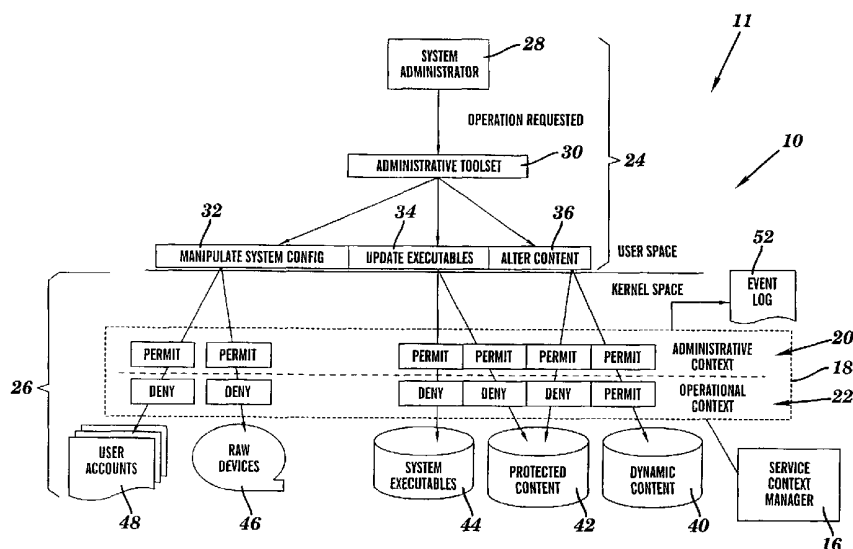 11
SYSTEM
ADMINISTRATOR
28
OPERATION REQUESTED
10
ADMINISTRATIVE TOOLSET
30
24
32
34
36
MANIPULATE SYSTEM CONFIG
UPDATE EXECUTABLES
ALTER CONTENT
USER SPACE
KERNEL SPACE
52
EVENT
LOG
26
PERMIT
PERMIT
PERMIT
PERMIT
PERMIT
PERMIT
ADMINISTRATIVE
CONTEXT
20
18
DENY
DENY
DENY
DENY
DENY
PERMIT
OPERATIONAL
CONTEXT
22
USER
ACCOUNTS
48
RAW
DEVICES
46
SYSTEM
EXECUTABLES
44
PROTECTED
CONTENT
42
DYNAMIC
CONTENT
40
SERVICE
CONTEXT
MANAGER
16